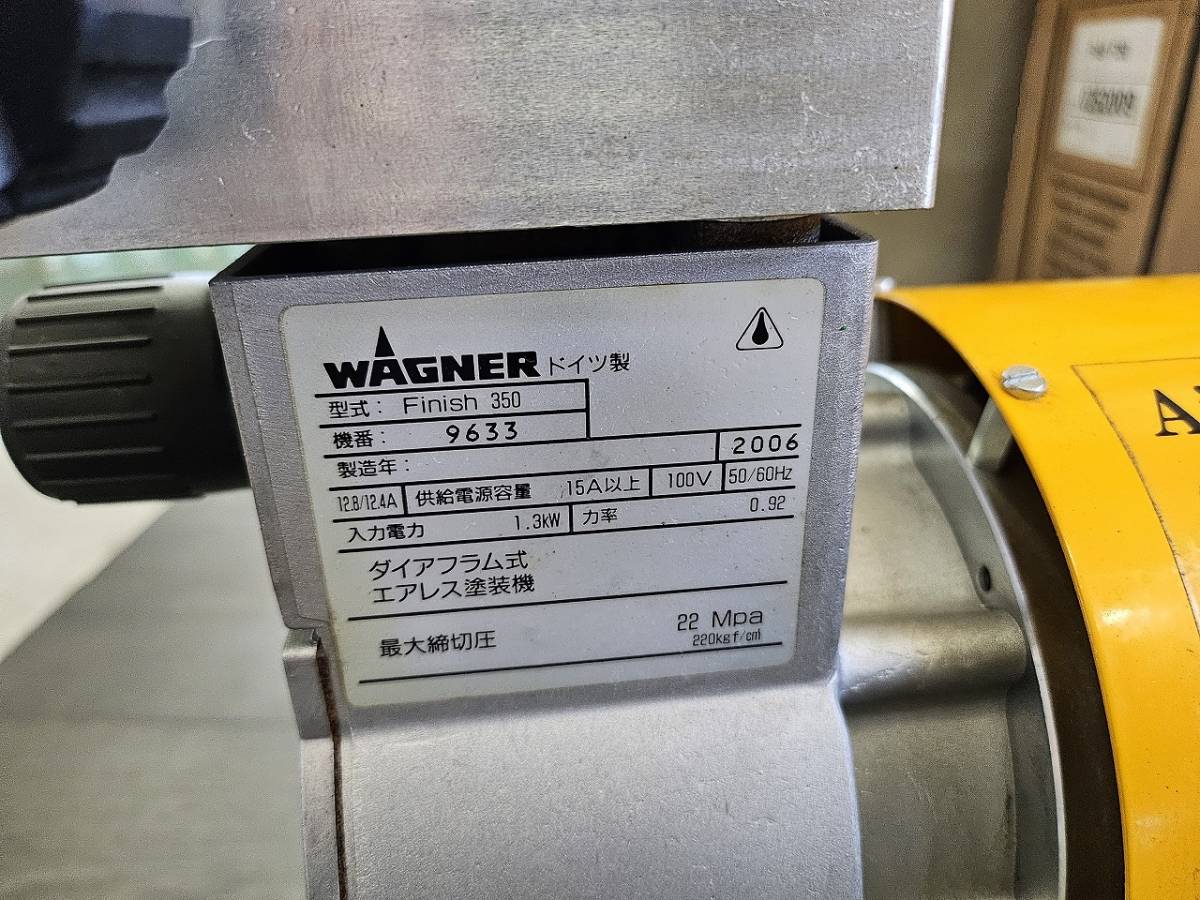 WAGNER ドイツ製
型式: Finish 350
機番: 9633
製造年: 2006
12.8/12.4A 供給電源容量 15A以上 100V 50/60Hz
入力電力 1.3kW 力率 0.92
ダイアフラム式
エアレス塗装機
最大締切圧 22 Mpa
220kgf/c㎡
A